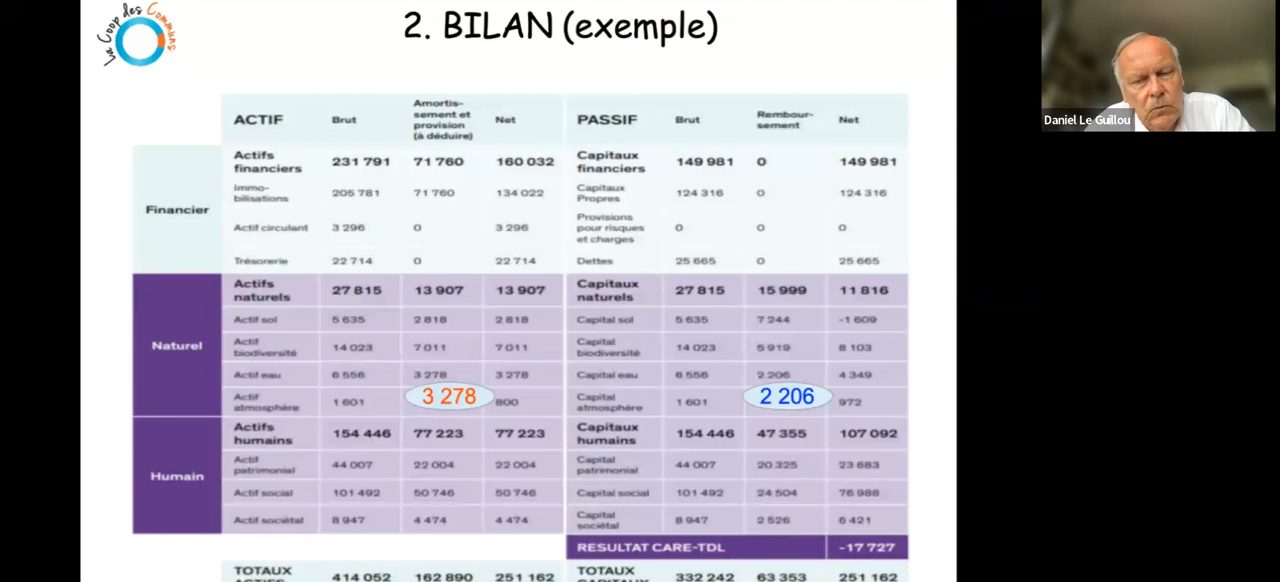 La Coop des Communs
2. BILAN (exemple)
Daniel Le Guillou
ACTIF Brut Amortis-
sement et
provision
(à déduire) Net PASSIF Brut Rembour-
sement Net
Financier
Actifs
financiers 231 791 71 760 160 032 Capitaux
financiers 149 981 0 149 981
Immo-
bilisations 205 781 71 760 134 022 Capitaux
Propres 124 316 0 124 316
Actif circulant 3 296 0 3 296 Provisions
pour risques
et charges 0 0 0
Trésorerie 22 714 0 22 714 Dettes 25 665 0 25 665
Naturel
Actifs
naturels 27 815 13 907 13 907 Capitaux
naturels 27 815 15 999 11 816
Actif sol 5 635 2 818 2 818 Capital sol 5 635 7 244 -1 609
Actif
biodiversité 14 023 7 011 7 011 Capital
biodiversité 14 023 5 919 8 103
Actif eau 6 556 3 278 3 278 Capital eau 6 556 2 206 4 349
Actif
atmosphère 1 601 3 278 800 Capital
atmosphère 1 601 2 206 972
Humain
Actifs
humains 154 446 77 223 77 223 Capitaux
humains 154 446 47 355 107 092
Actif
patrimonial 44 007 22 004 22 004 Capital
patrimonial 44 007 20 325 23 683
Actif social 101 492 50 746 50 746 Capital social 101 492 24 504 76 988
Actif sociétal 8 947 4 474 4 474 Capital
sociétal 8 947 2 526 6 421
RESULTAT CARE-TDL -17 727
TOTAUX 414 052 162 890 251 162 TOTAUX 332 242 63 353 251 162